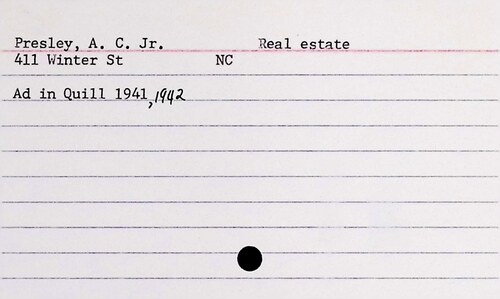 Presley, A. C. Jr. Real estate
411 Winter St NC
Ad in Quill 1941, 1942